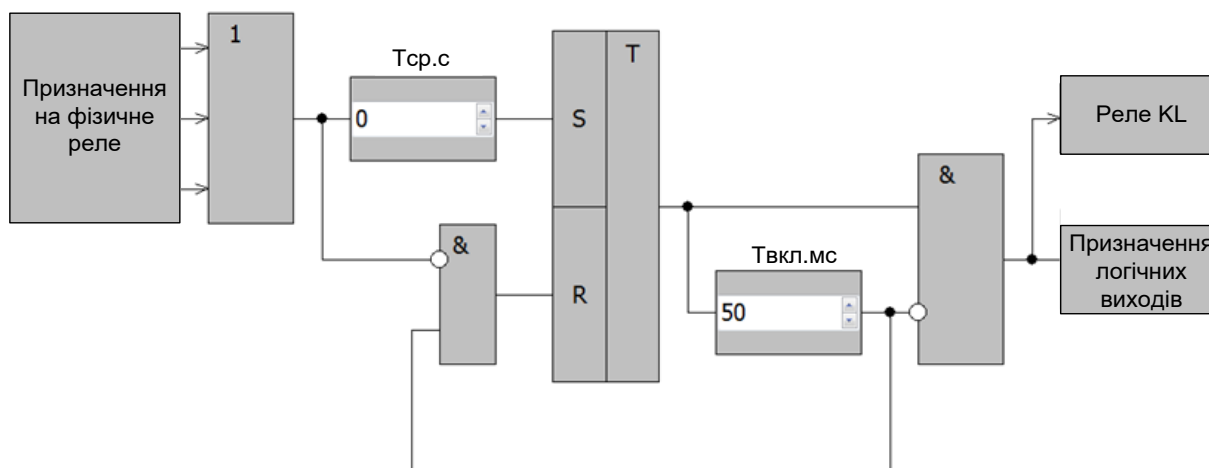 Призначення
на фізичне
реле
1
Тср.с
0
S
T
R
&
Твкл.мс
50
&
Реле KL
Призначення
логічних
виходів